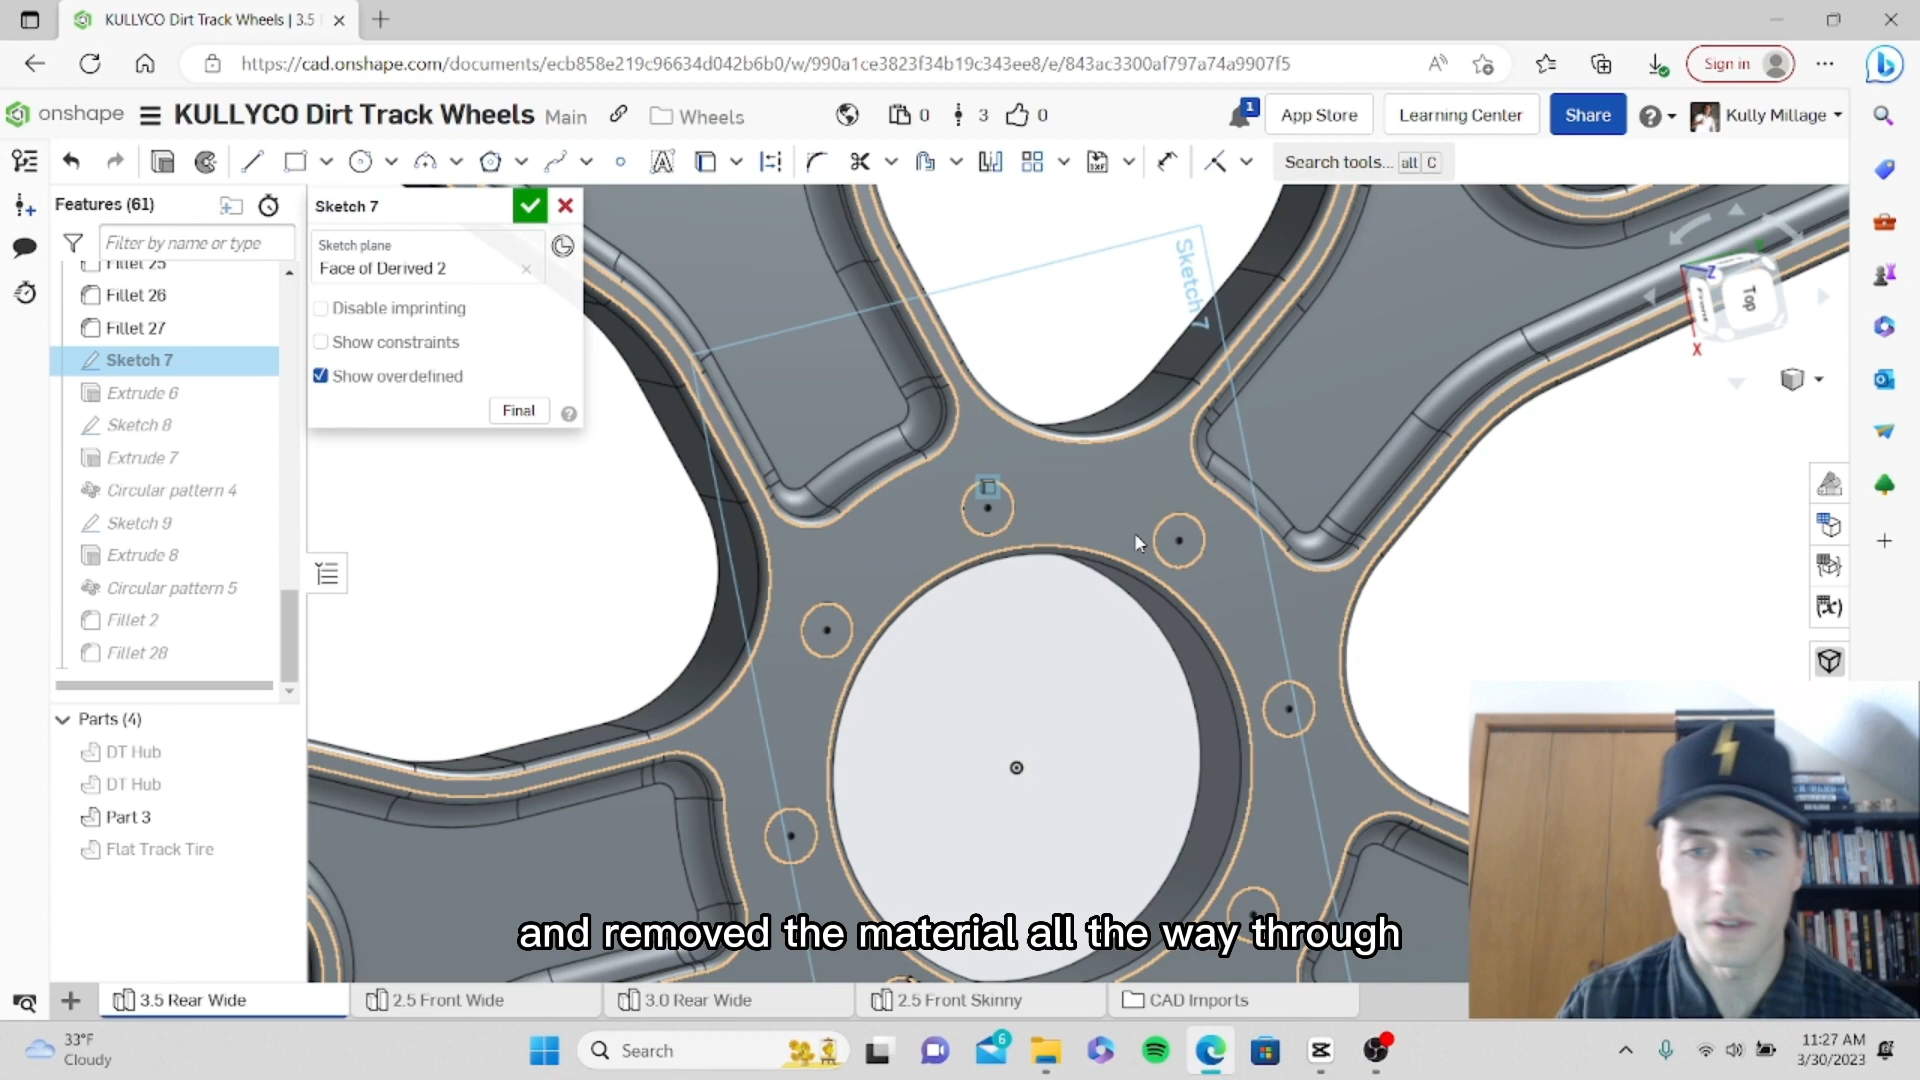 KULLYCO Dirt Track Wheels | 3.5
https://cad.onshape.com/documents/ecb858e219c96634d042b6b0/w/990a1ce3823f34b19c343ee8/e/843ac3300af797a74a9907f5
Sign in
onshape
KULLYCO Dirt Track Wheels
Main
Wheels
0
3
0
1
App Store
Learning Center
Share
Kully Millage
Search tools...
alt
C
Features (61)
Filter by name or type
Fillet 25
Fillet 26
Fillet 27
Sketch 7
Extrude 6
Sketch 8
Extrude 7
Circular pattern 4
Sketch 9
Extrude 8
Circular pattern 5
Fillet 2
Fillet 28
Parts (4)
DT Hub
DT Hub
Part 3
Flat Track Tire
Sketch 7
Sketch plane
Face of Derived 2
Disable imprinting
Show constraints
Show overdefined
Final
Sketch 7
Z
Top
X
and removed the material all the way through
3.5 Rear Wide
2.5 Front Wide
3.0 Rear Wide
2.5 Front Skinny
CAD Imports
33°F
Cloudy
Search
6
11:27 AM
3/30/2023